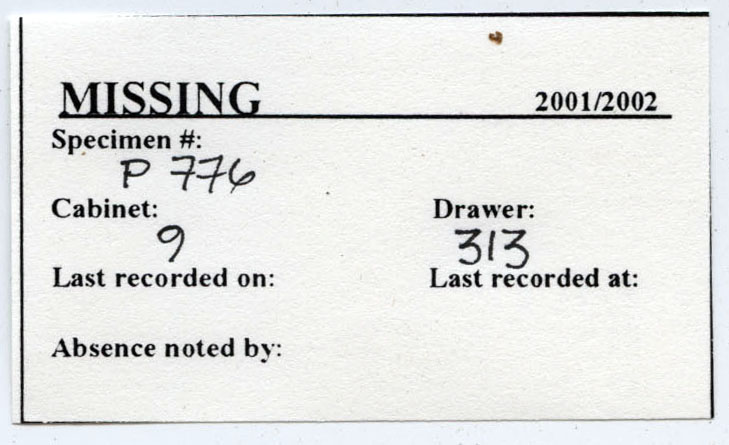 MISSING 2001/2002
Specimen #:
P 776
Cabinet: Drawer:
9 313
Last recorded on: Last recorded at:
Absence noted by: